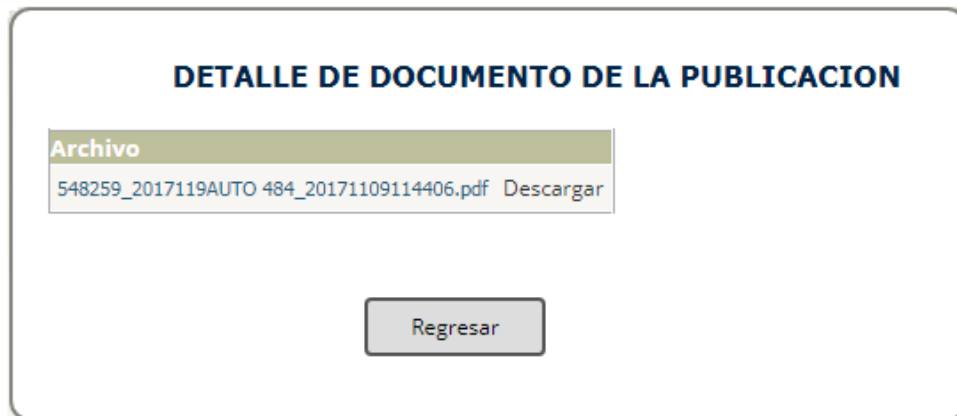 DETALLE DE DOCUMENTO DE LA PUBLICACION
Archivo
548259_2017119AUTO 484_20171109114406.pdf Descargar
Regresar